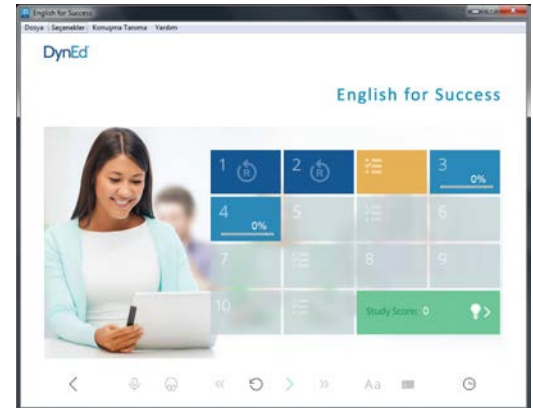 English for Success
Dosya Seçenekler Konuşma Tanıma Yardım
DynEd
English for Success
1 R 2 R 3 0%
4 0% 5 6
7 8 9
10 Study Score: 0
Aa